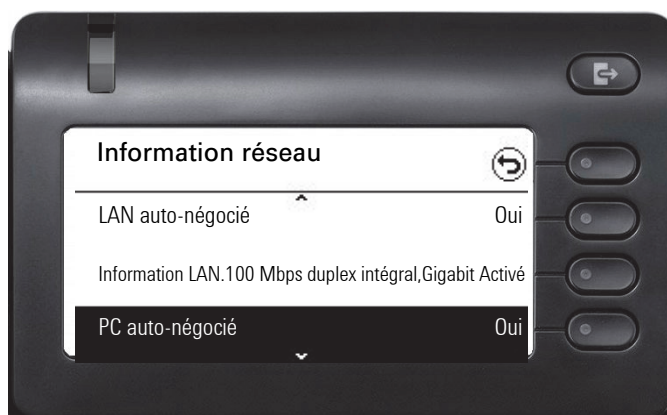 Information réseau
LAN auto-négocié Oui
Information LAN.100 Mbps duplex intégral,Gigabit Activé
PC auto-négocié Oui